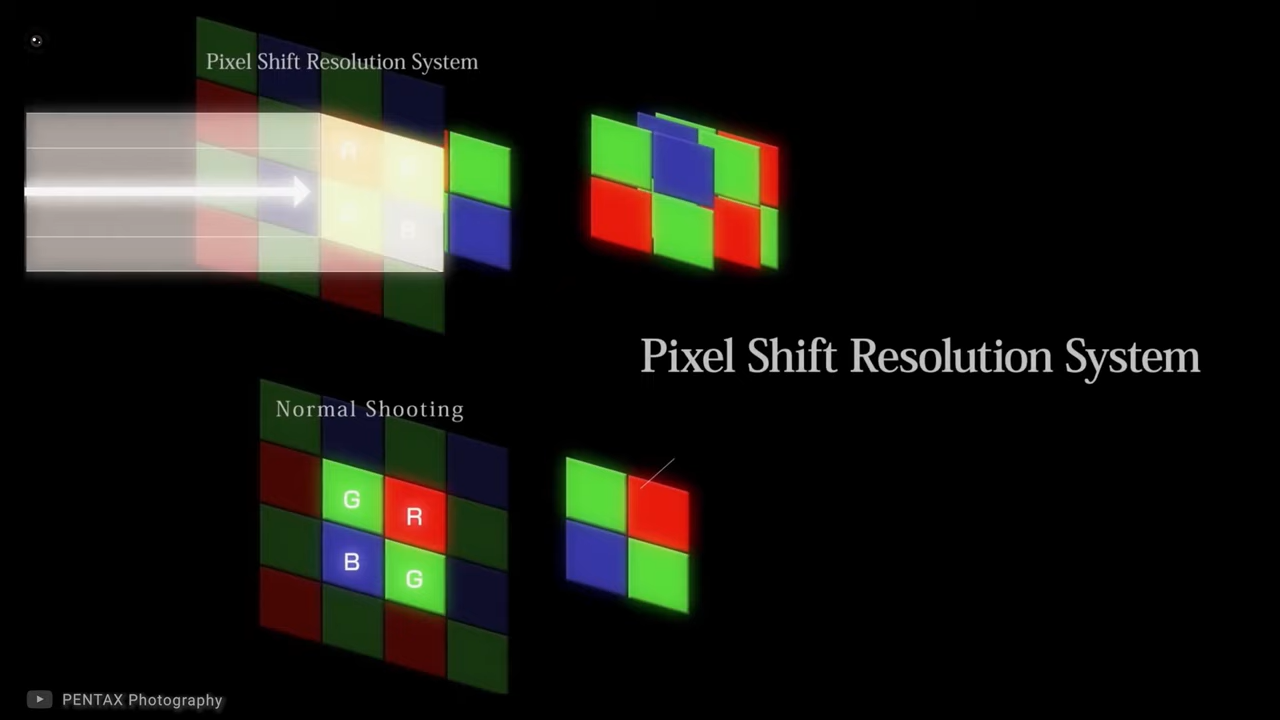 Pixel Shift Resolution System
Pixel Shift Resolution System
Normal Shooting
G
R
B
G
PENTAX Photography